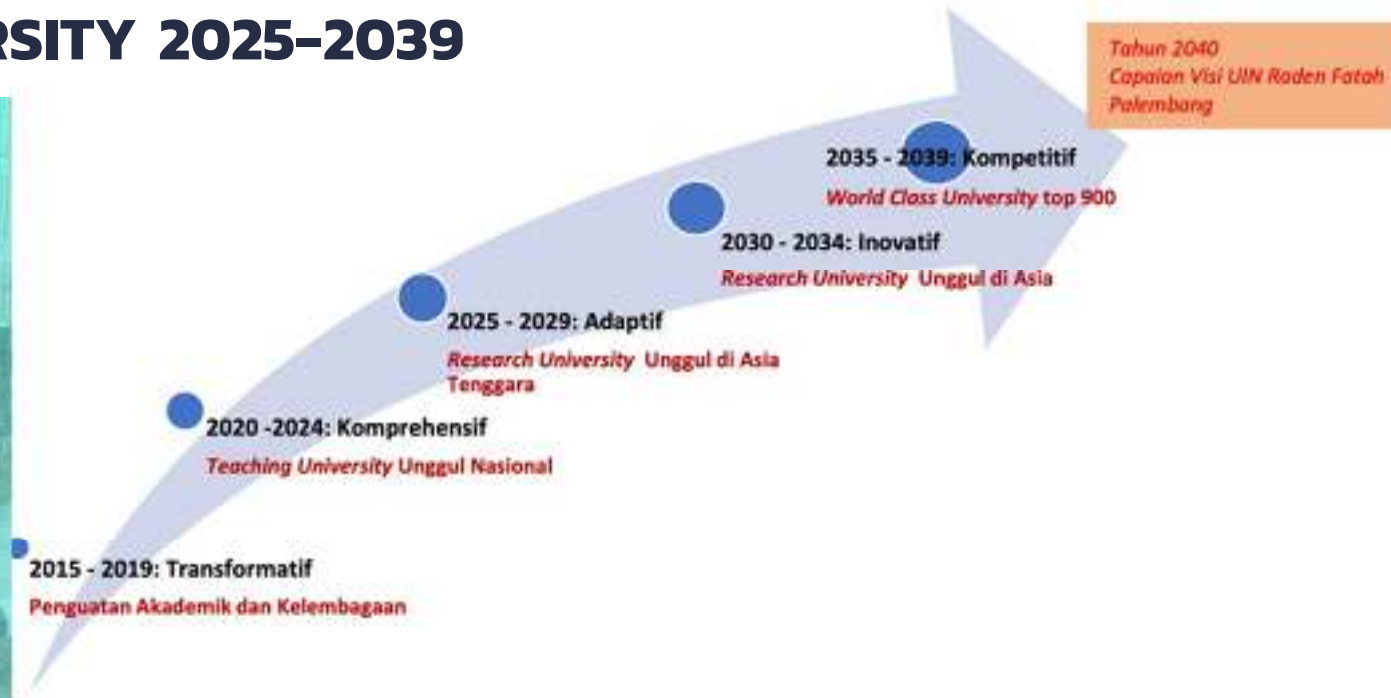 RSITY 2025-2039
Tahun 2040
Capaian Visi UIN Raden Fatah
Palembang
2035 - 2039: Kompetitif
World Class University top 900
2030 - 2034: Inovatif
Research University Unggul di Asia
2025 - 2029: Adaptif
Research University Unggul di Asia
Tenggara
2020 -2024: Komprehensif
Teaching University Unggul Nasional
2015 - 2019: Transformatif
Penguatan Akademik dan Kelembagaan